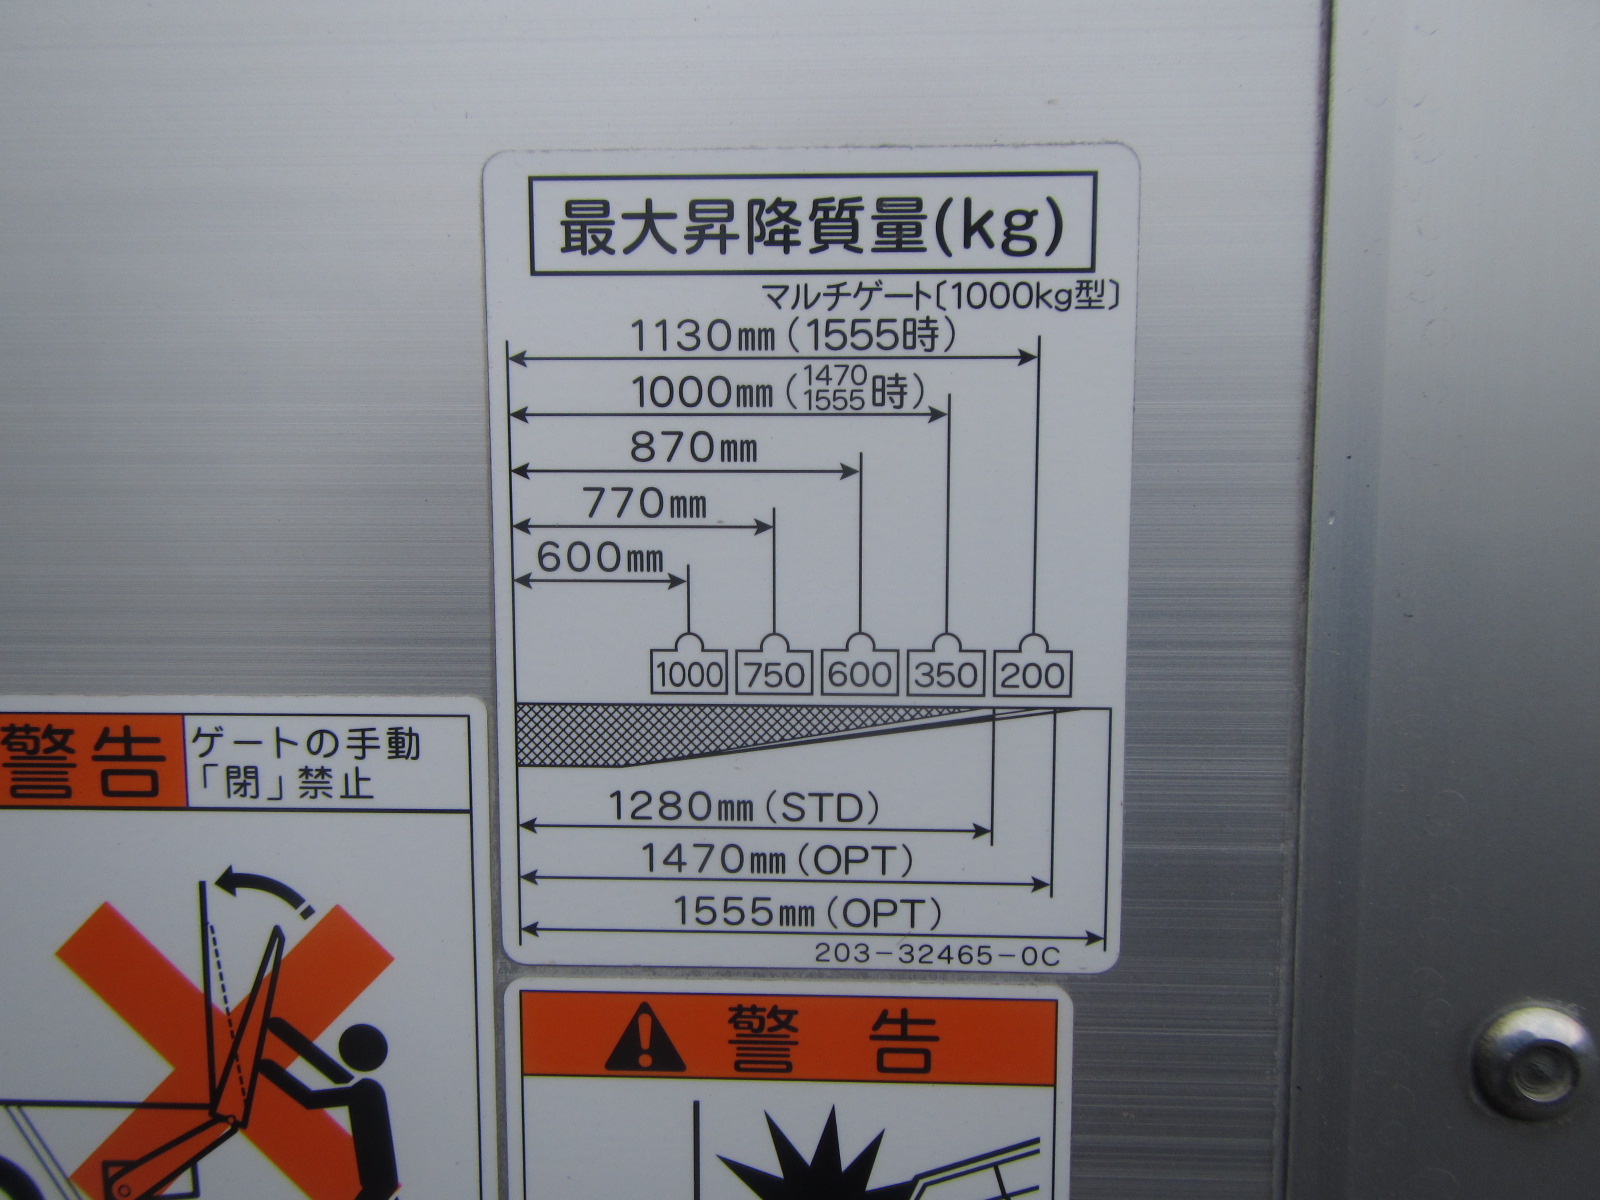 最大昇降質量(kg)
マルチゲート〔1000kg型〕
1130mm(1555時)
1000mm(1470 1555時)
870mm
770mm
600mm
1000 750 600 350 200
1280mm(STD)
1470mm(OPT)
1555mm(OPT)
203-32465-0C
警告
ゲートの手動
「閉」禁止
警告